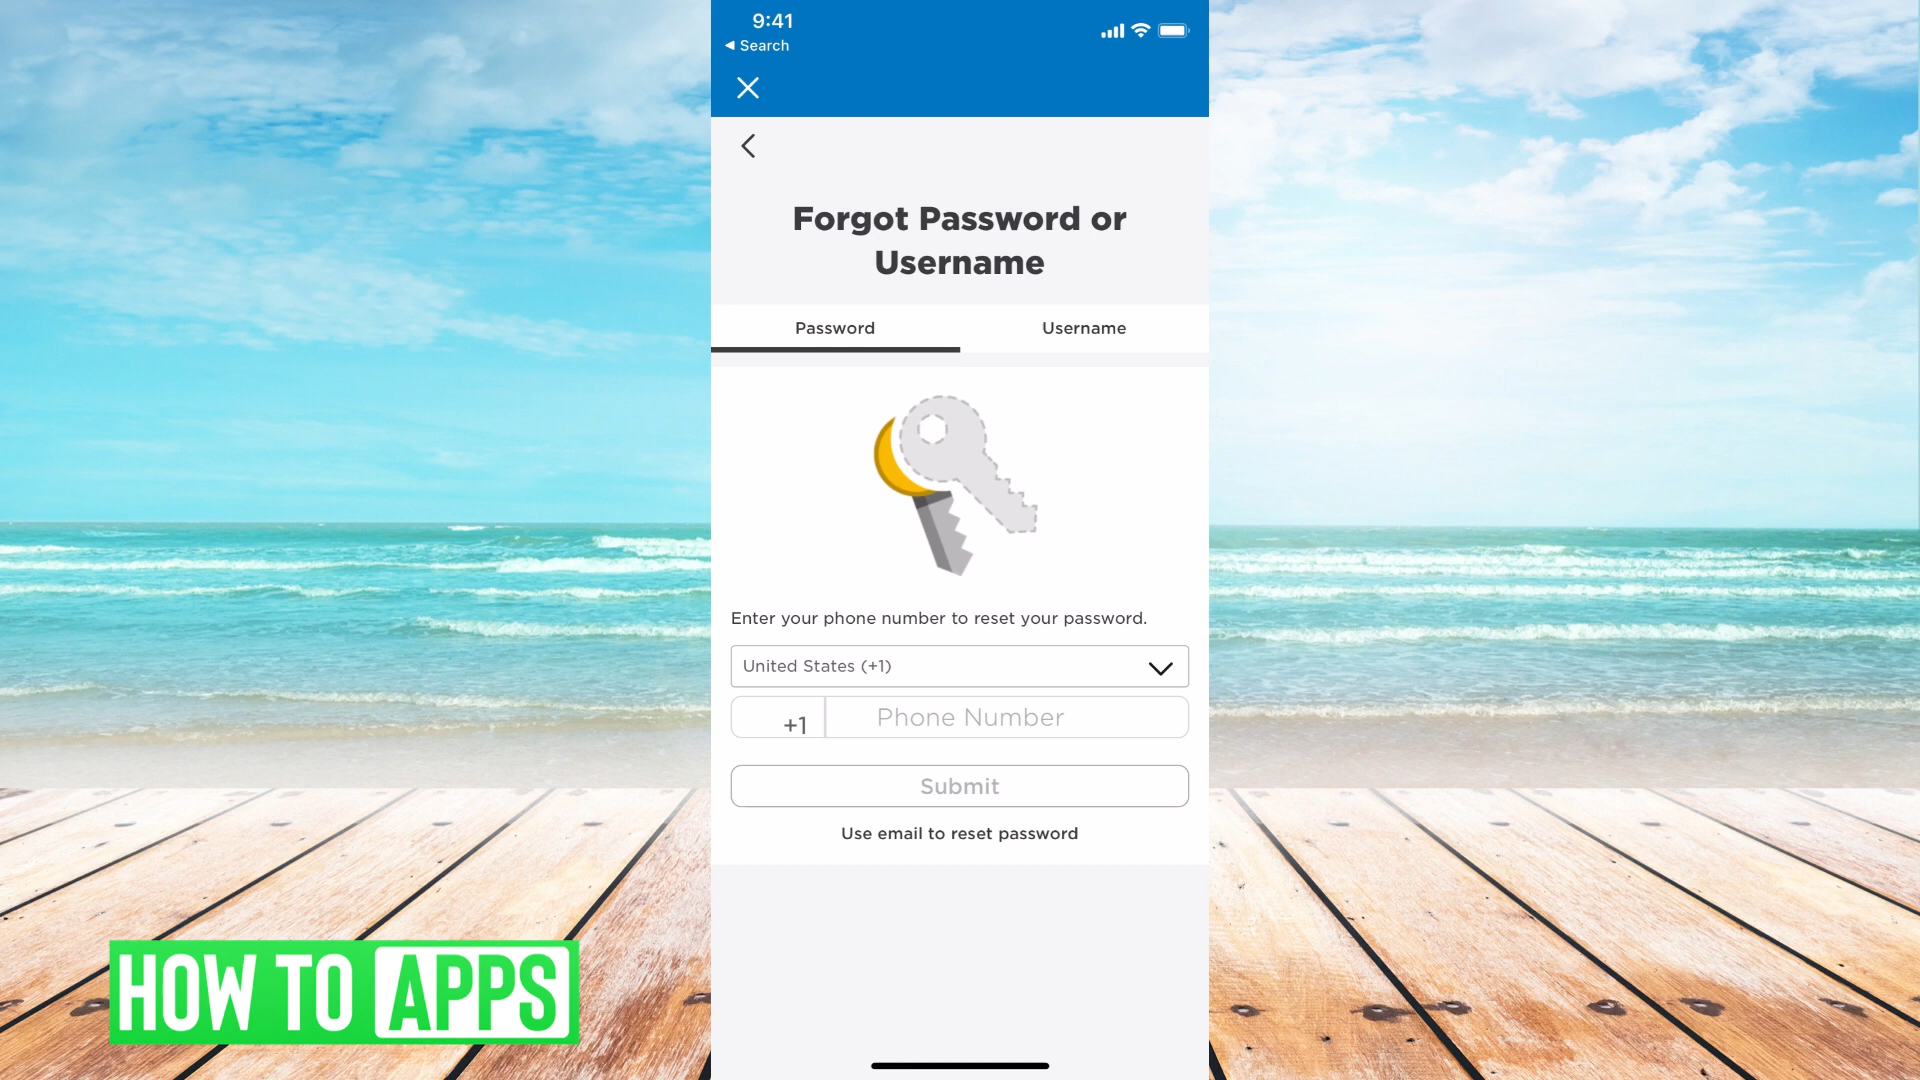 9:41
◀ Search
Forgot Password or
Username
Password
Username
Enter your phone number to reset your password.
United States (+1)
+1
Phone Number
Submit
Use email to reset password
HOW TO APPS